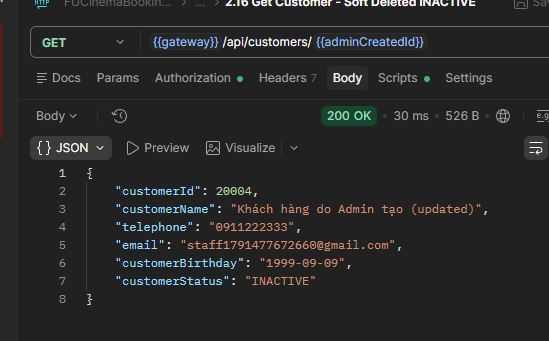 HTTP FUCinemaBookin... > ... 2.16 Get Customer - Soft Deleted INACTIVE
GET {{gateway}} /api/customers/ {{adminCreatedId}}
Docs Params Authorization Headers 7 Body Scripts Settings
Body 200 OK 30 ms 526 B e.g
{} JSON Preview Visualize
1 {
2 "customerId": 20004,
3 "customerName": "Khách hàng do Admin tạo (updated)",
4 "telephone": "0911222333",
5 "email": "staff1791477672660@gmail.com",
6 "customerBirthday": "1999-09-09",
7 "customerStatus": "INACTIVE"
8 }